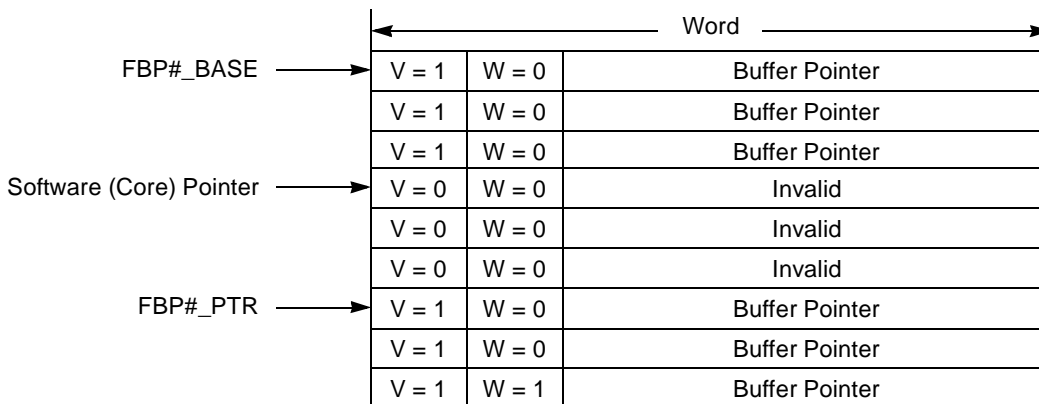 Word
FBP#_BASE V = 1 W = 0 Buffer Pointer
V = 1 W = 0 Buffer Pointer
V = 1 W = 0 Buffer Pointer
Software (Core) Pointer V = 0 W = 0 Invalid
V = 0 W = 0 Invalid
V = 0 W = 0 Invalid
FBP#_PTR V = 1 W = 0 Buffer Pointer
V = 1 W = 0 Buffer Pointer
V = 1 W = 1 Buffer Pointer